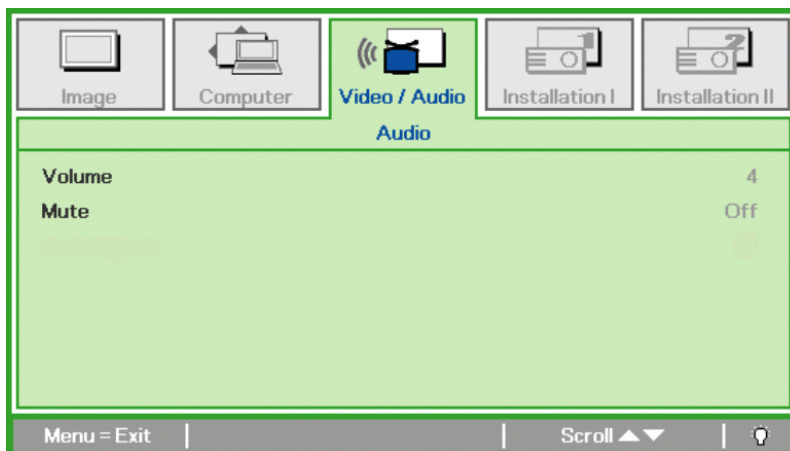 Image
Computer
Video / Audio
Installation I
Installation II
Audio
Volume 4
Mute Off
Menu = Exit Scroll ▲▼